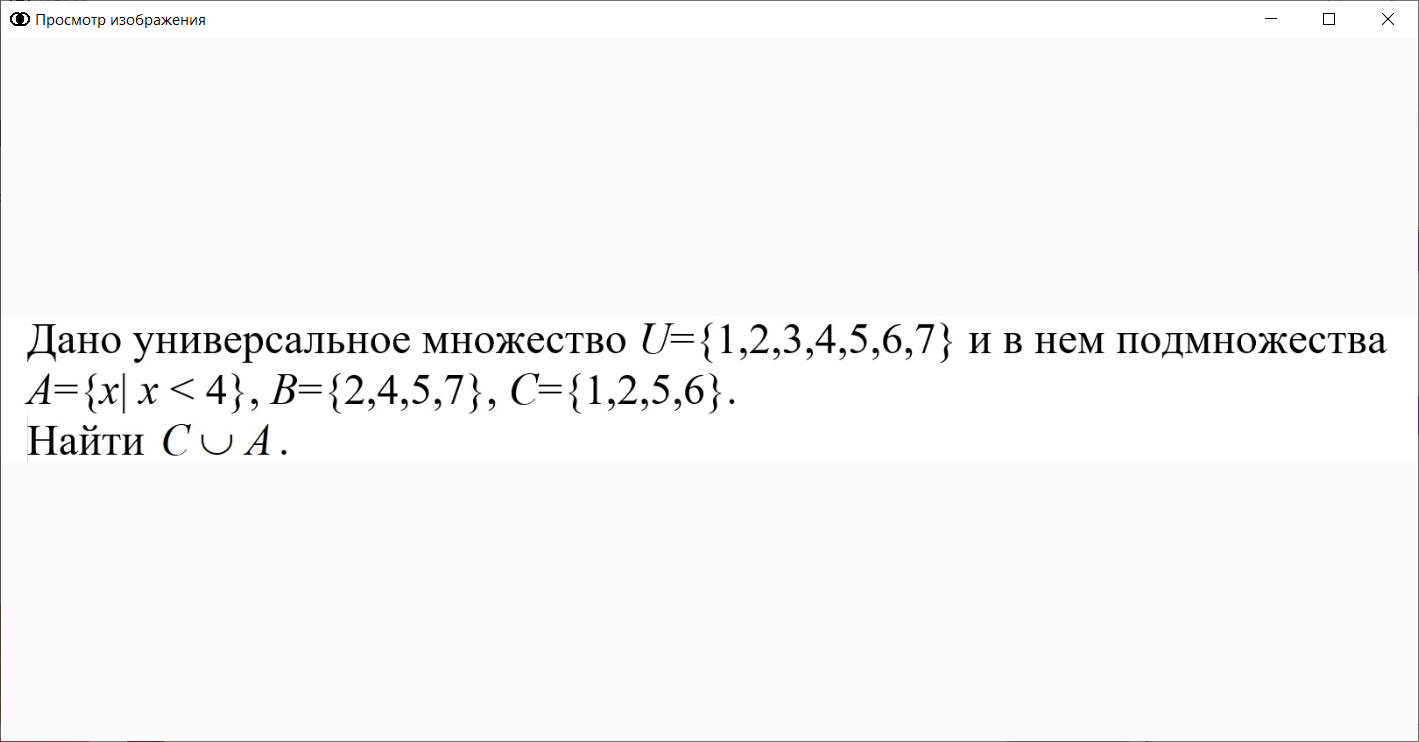 Просмотр изображения
Дано универсальное множество U={1,2,3,4,5,6,7} и в нем подмножества
A={x| x < 4}, B={2,4,5,7}, C={1,2,5,6}.
Найти C ∪ A.